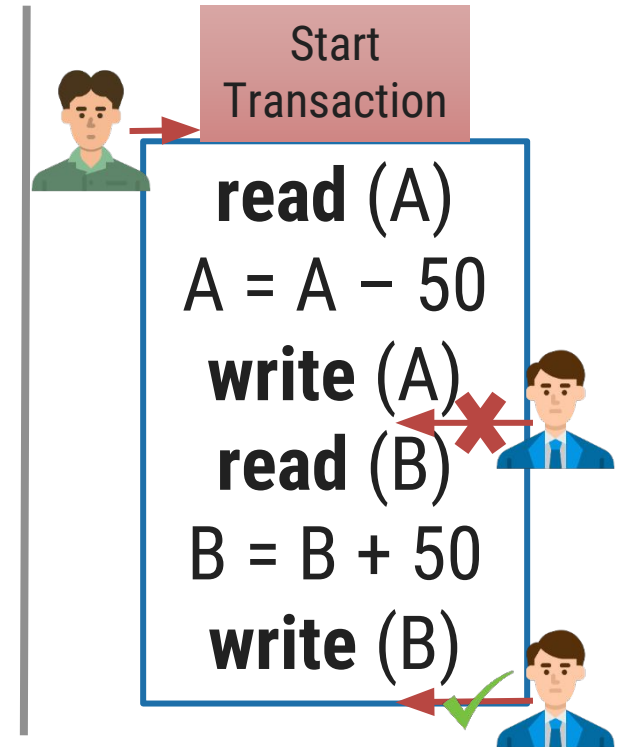 Start
Transaction
read (A)
A = A − 50
write (A)
read (B)
B = B + 50
write (B)